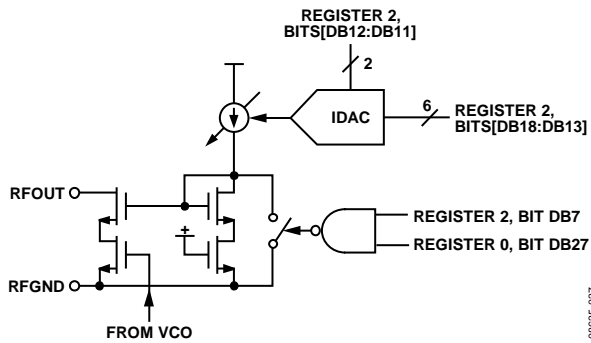 REGISTER 2,
BITS[DB12:DB11]
2
IDAC
6
REGISTER 2,
BITS[DB18:DB13]
RFOUT
REGISTER 2, BIT DB7
REGISTER 0, BIT DB27
+
RFGND
FROM VCO